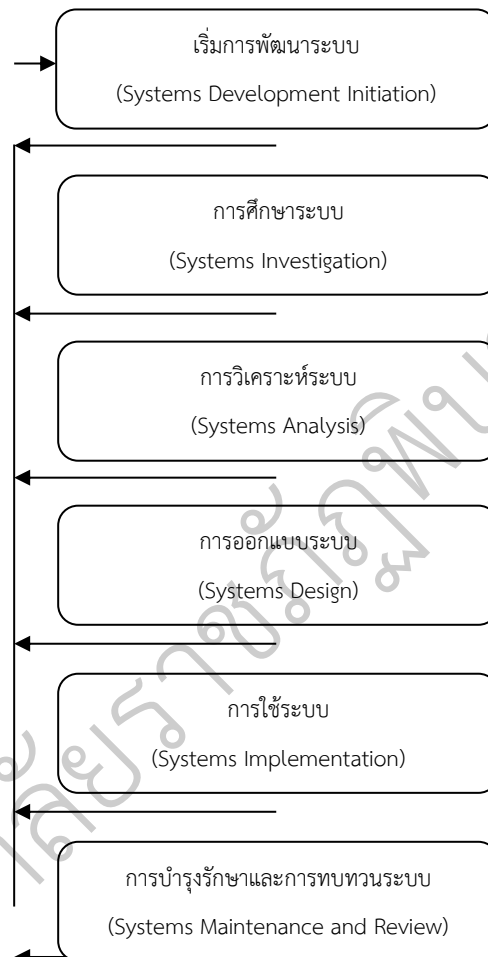 เริ่มการพัฒนาระบบ
(Systems Development Initiation)
การศึกษาระบบ
(Systems Investigation)
การวิเคราะห์ระบบ
(Systems Analysis)
การออกแบบระบบ
(Systems Design)
การใช้ระบบ
(Systems Implementation)
การบำรุงรักษาและการทบทวนระบบ
(Systems Maintenance and Review)